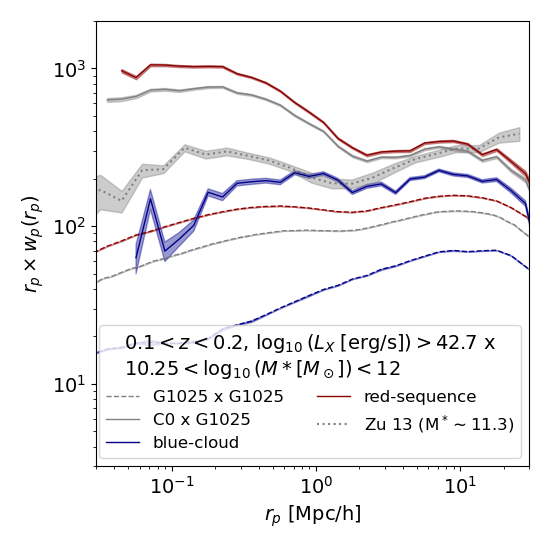 10³
10²
10¹
r_p × w_p(r_p)
0.1 < z < 0.2, log₁₀(L_X [erg/s]) > 42.7 x
10.25 < log₁₀(M * [M_⊙]) < 12
G1025 x G1025
C0 x G1025
blue-cloud
red-sequence
Zu 13 (M* ~ 11.3)
10⁻¹
10⁰
10¹
r_p [Mpc/h]